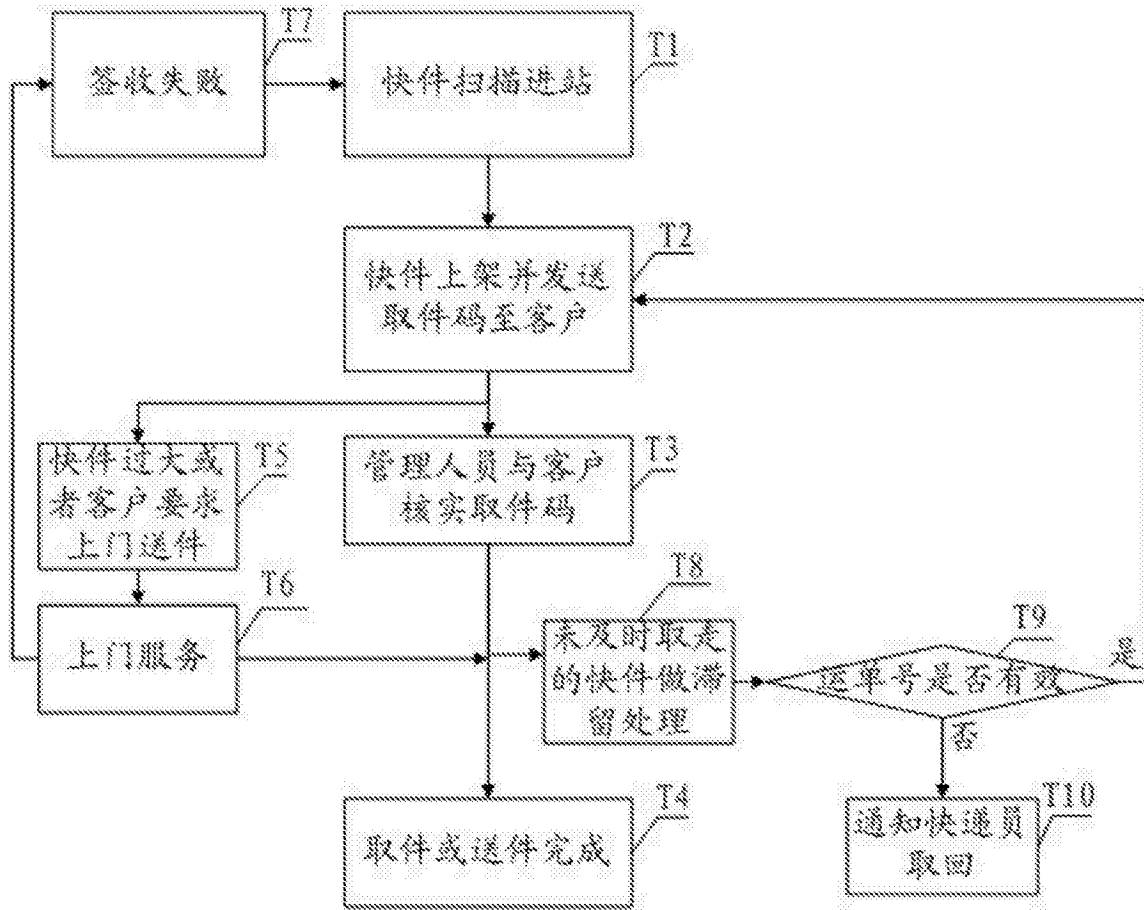 T7
签收失败
T1
快件扫描进站
T2
快件上架并发送
取件码至客户
T5
快件过大或
者客户要求
上门送件
T3
管理人员与客户
核实取件码
T6
上门服务
T8
未及时取走
的快件做滞
留处理
T9
运单号是否有效
是
否
T4
取件或送件完成
T10
通知快递员
取回